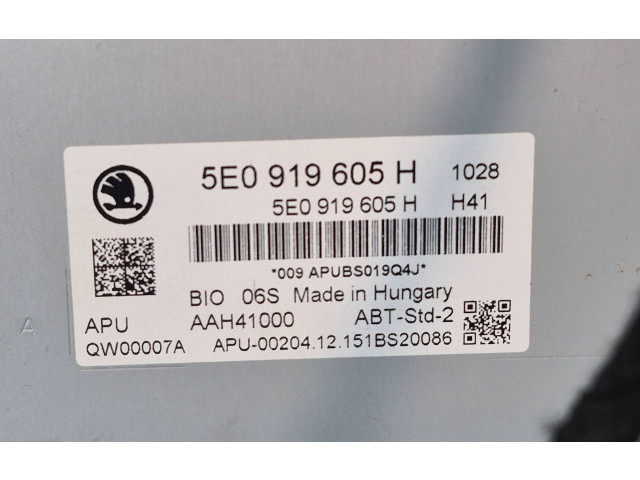 5E0 919 605 H 1028
5E0 919 605 H H41
*009 APUBS019Q4J*
BIO 06S Made in Hungary
APU AAH41000 ABT-Std-2
QW00007A APU-00204.12.151BS20086
A